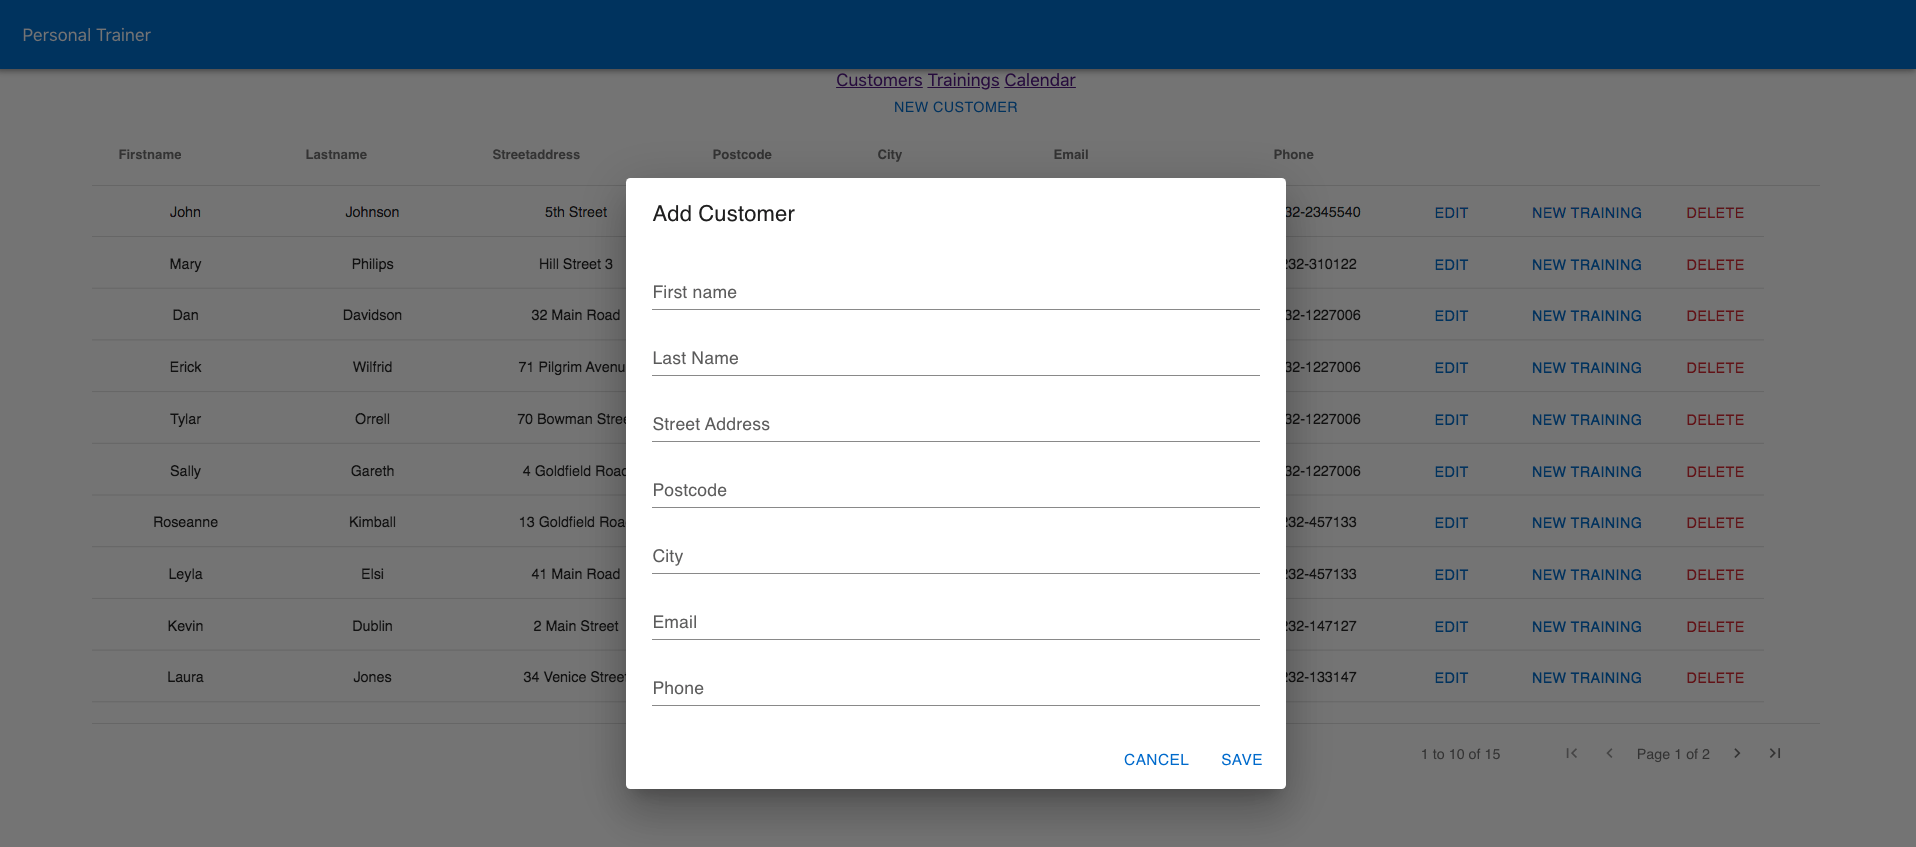 Personal Trainer
Customers Trainings Calendar
NEW CUSTOMER
Firstname Lastname Streetaddress Postcode City Email Phone
John Johnson 5th Street 32-2345540 EDIT NEW TRAINING DELETE
Mary Philips Hill Street 3 232-310122 EDIT NEW TRAINING DELETE
Dan Davidson 32 Main Road 32-1227006 EDIT NEW TRAINING DELETE
Erick Wilfrid 71 Pilgrim Avenu 32-1227006 EDIT NEW TRAINING DELETE
Tylar Orrell 70 Bowman Stree 32-1227006 EDIT NEW TRAINING DELETE
Sally Gareth 4 Goldfield Road 32-1227006 EDIT NEW TRAINING DELETE
Roseanne Kimball 13 Goldfield Roa 232-457133 EDIT NEW TRAINING DELETE
Leyla Elsi 41 Main Road 232-457133 EDIT NEW TRAINING DELETE
Kevin Dublin 2 Main Street 232-147127 EDIT NEW TRAINING DELETE
Laura Jones 34 Venice Street 232-133147 EDIT NEW TRAINING DELETE
1 to 10 of 15 Page 1 of 2
Add Customer
First name
Last Name
Street Address
Postcode
City
Email
Phone
CANCEL SAVE